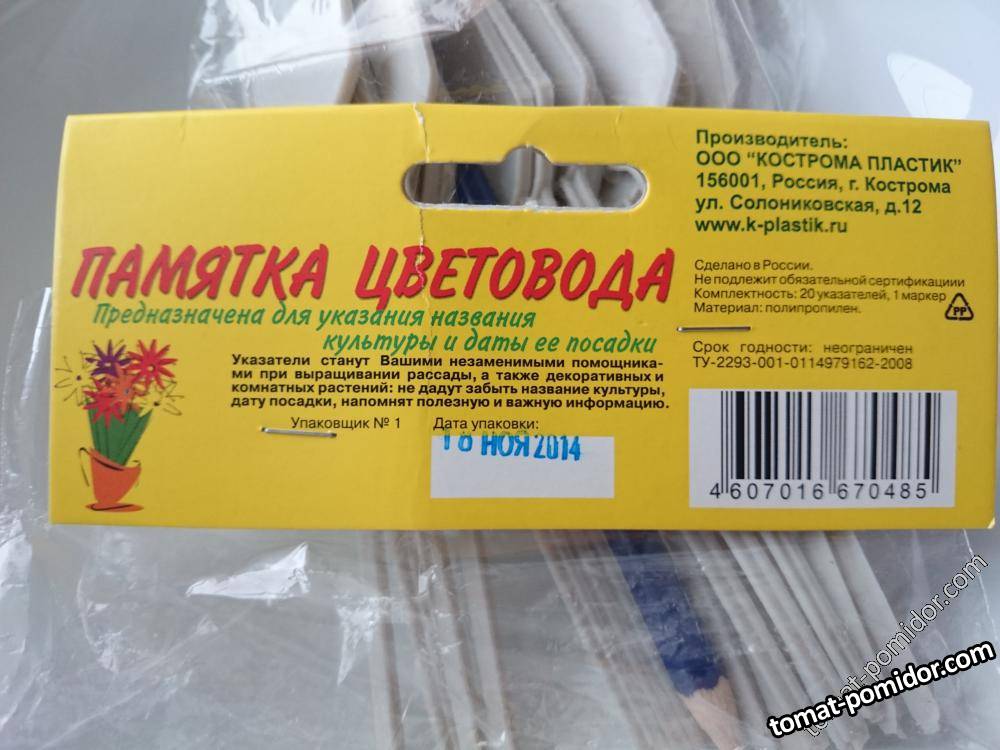 Производитель:
ООО "КОСТРОМА ПЛАСТИК"
156001, Россия, г. Кострома
ул. Солониковская, д.12
www.k-plastik.ru
ПАМЯТКА ЦВЕТОВОДА
Предназначена для указания названия
культуры и даты ее посадки
Указатели станут Вашими незаменимыми помощника-
ми при выращивании рассады, а также декоративных и
комнатных растений: не дадут забыть название культуры,
дату посадки, напомнят полезную и важную информацию.
Упаковщик № 1 Дата упаковки:
18 НОЯ 2014
Сделано в России.
Не подлежит обязательной сертификациии
Комплектность: 20 указателей, 1 маркер
Материал: полипропилен.
PP
Срок годности: неограничен
ТУ-2293-001-0114979162-2008
4 607016 670485
tomat-pomidor.com
tomat-pomidor.com